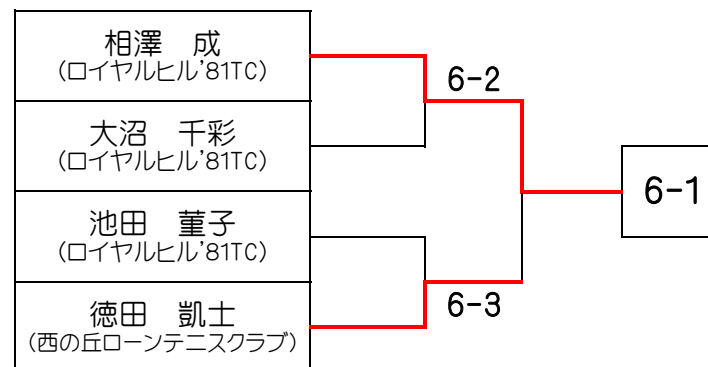 相澤　成
(ロイヤルヒル'81TC)
6-2
大沼　千彩
(ロイヤルヒル'81TC)
6-1
池田　菫子
(ロイヤルヒル'81TC)
6-3
徳田　凱士
(西の丘ローンテニスクラブ)